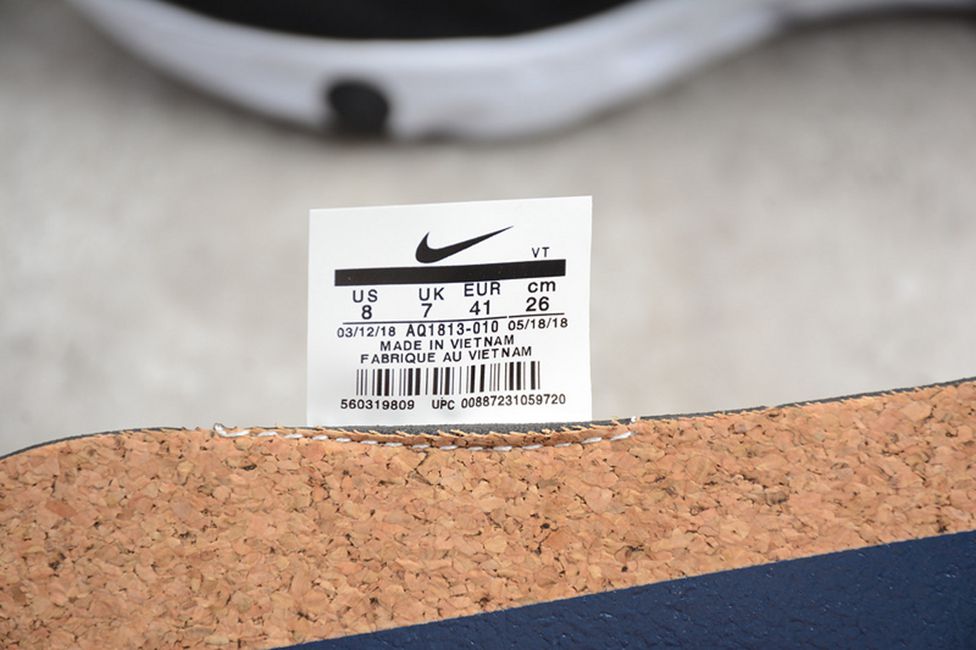 VT
US UK EUR cm
8 7 41 26
03/12/18 AQ1813-010 05/18/18
MADE IN VIETNAM
FABRIQUE AU VIETNAM
560319809 UPC 00887231059720